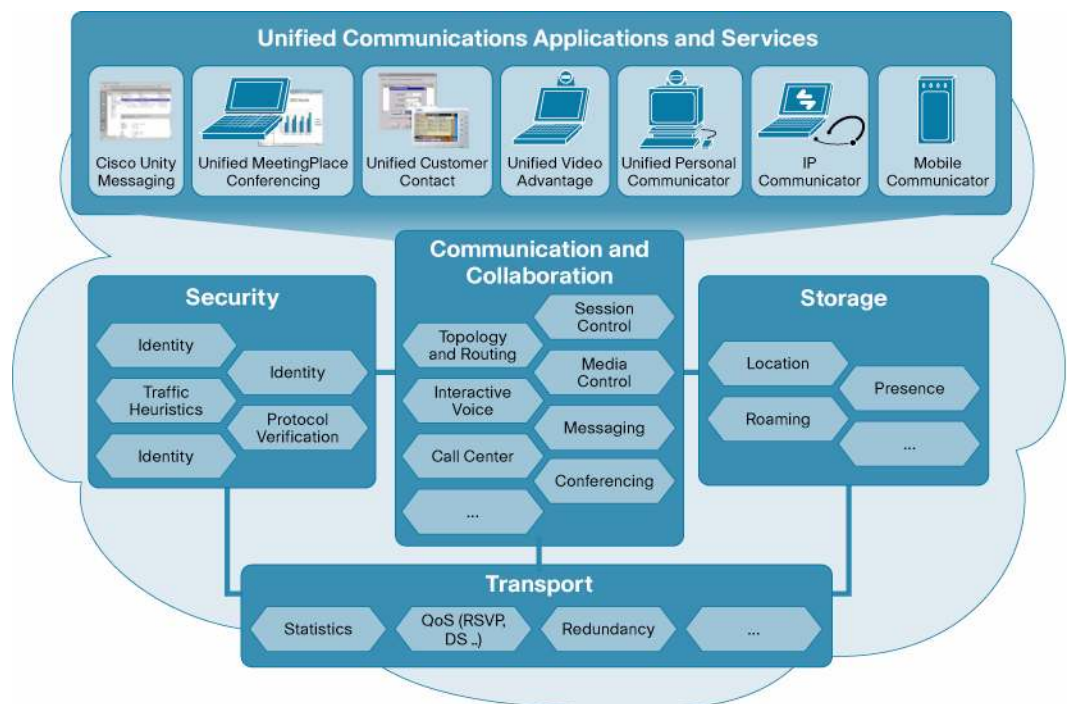 Unified Communications Applications and Services
Cisco Unity
Messaging
Unified MeetingPlace
Conferencing
Unified Customer
Contact
Unified Video
Advantage
Unified Personal
Communicator
IP
Communicator
Mobile
Communicator
Communication and
Collaboration
Session
Control
Topology
and Routing
Media
Control
Interactive
Voice
Messaging
Call Center
Conferencing
...
Security
Identity
Identity
Traffic
Heuristics
Protocol
Verification
Identity
Storage
Location
Presence
Roaming
...
Transport
Statistics
QoS (RSVP,
DS ..)
Redundancy
...